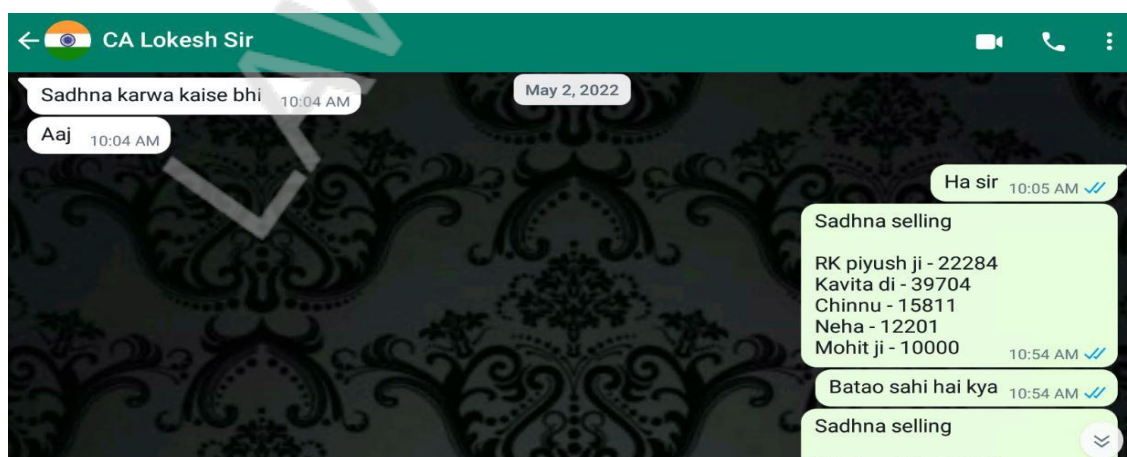 CA Lokesh Sir
May 2, 2022
Sadhna karwa kaise bhi 10:04 AM
Aaj 10:04 AM
Ha sir 10:05 AM
Sadhna selling
RK piyush ji - 22284
Kavita di - 39704
Chinnu - 15811
Neha - 12201
Mohit ji - 10000 10:54 AM
Batao sahi hai kya 10:54 AM
Sadhna selling
LAV